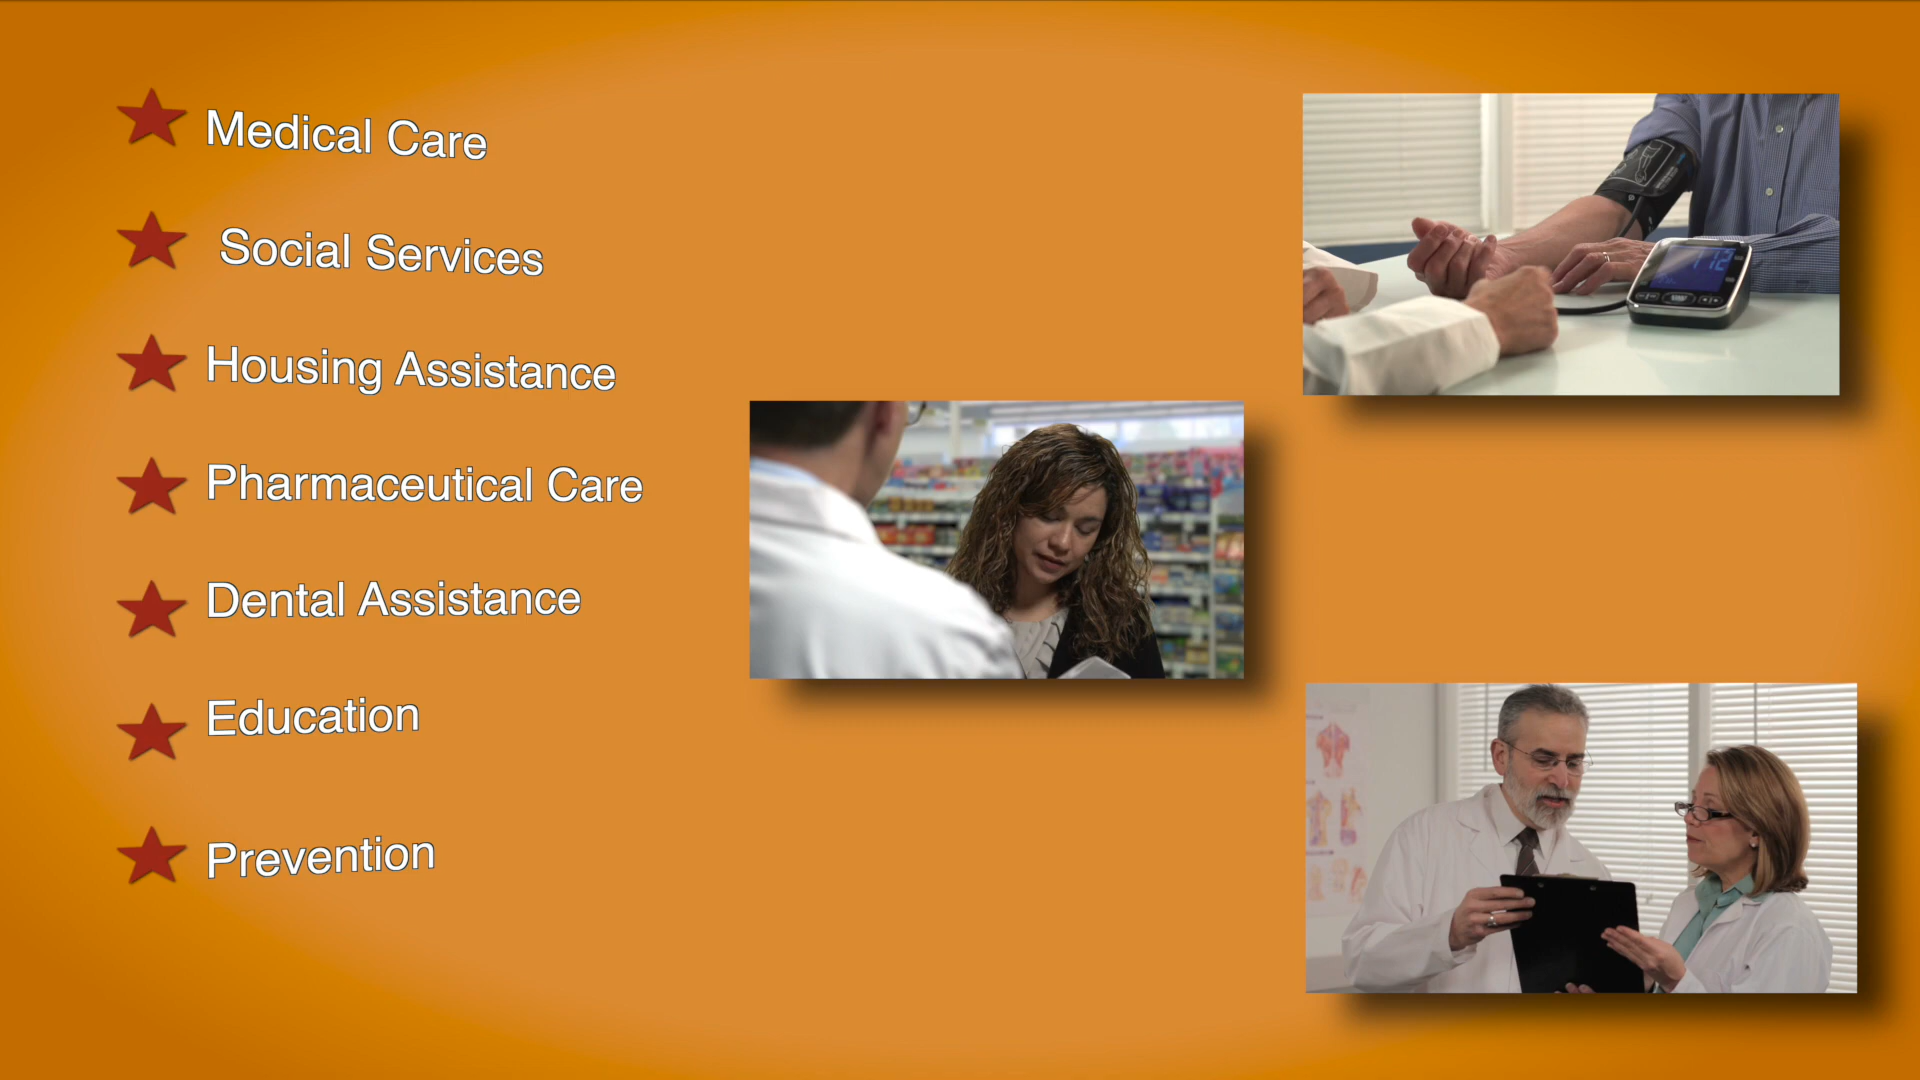 Medical Care
Social Services
Housing Assistance
Pharmaceutical Care
Dental Assistance
Education
Prevention